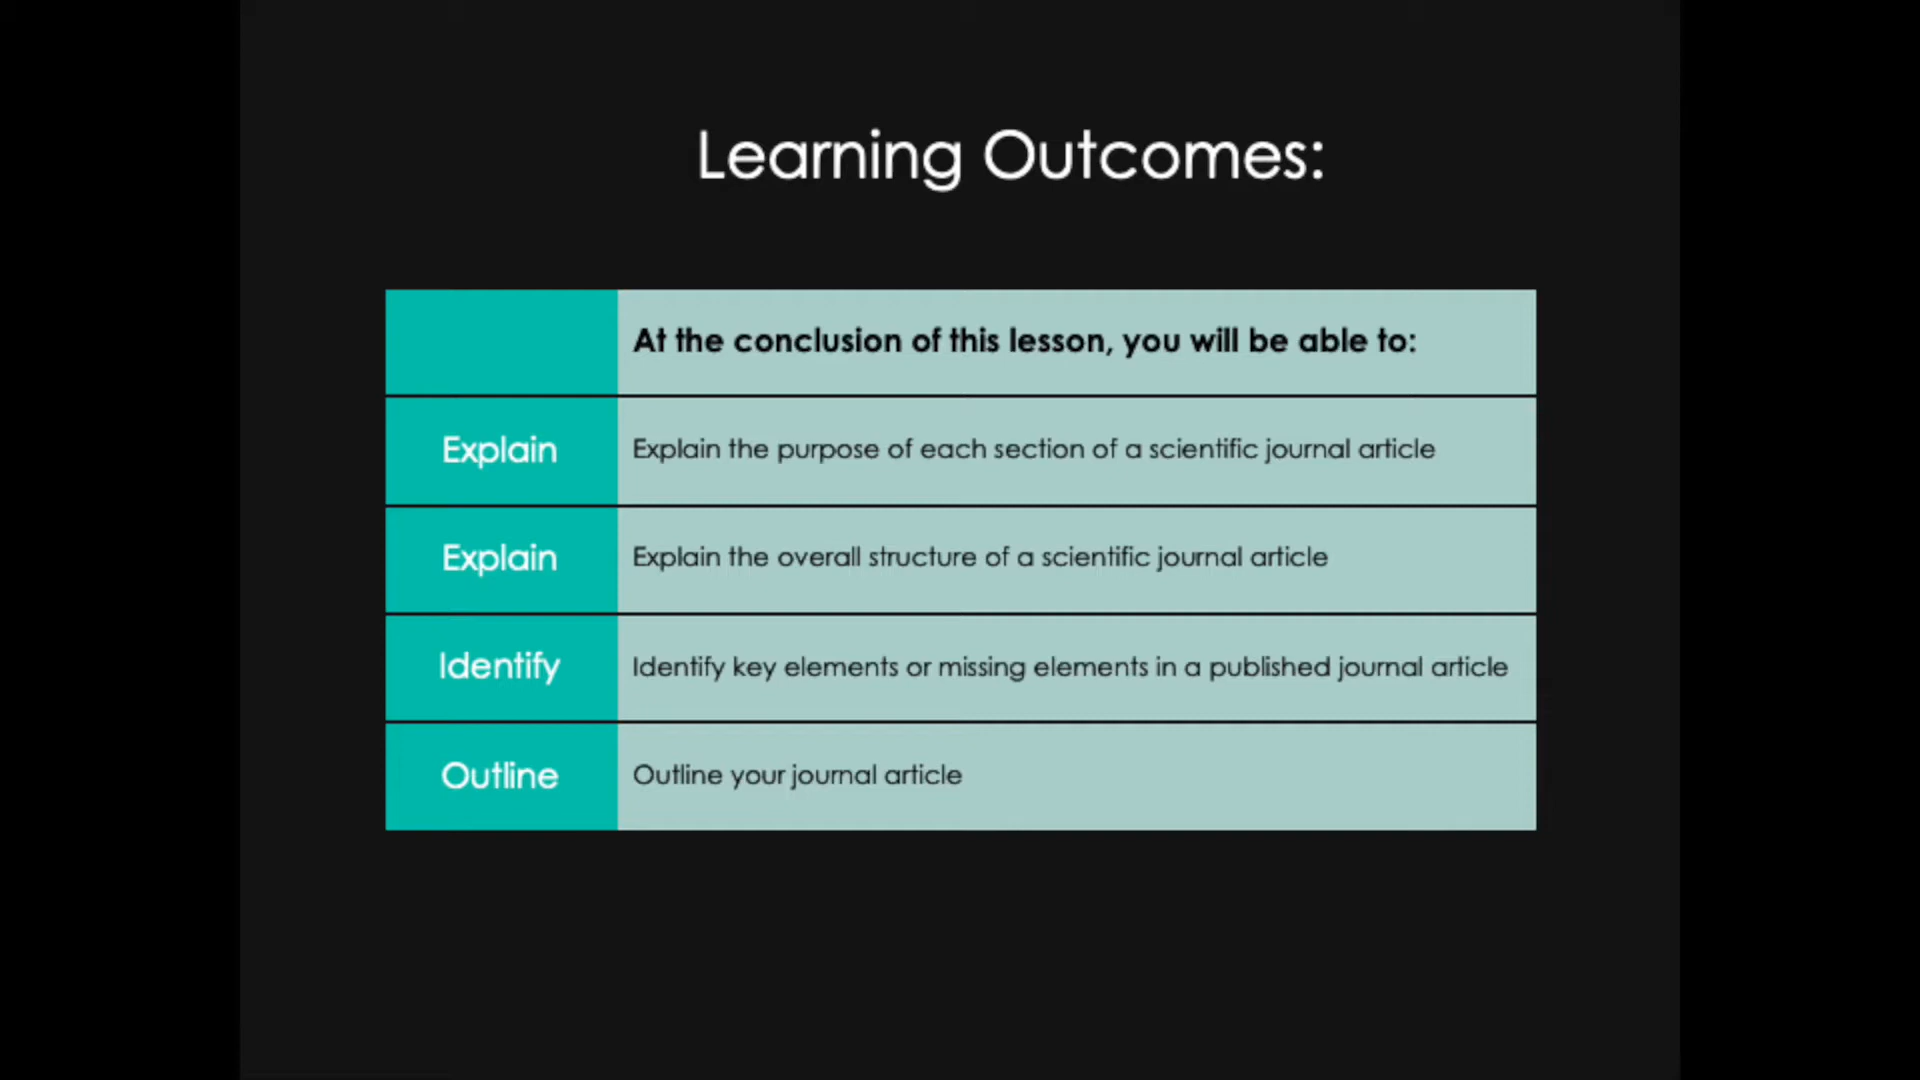 Learning Outcomes:
At the conclusion of this lesson, you will be able to:
Explain
Explain the purpose of each section of a scientific journal article
Explain
Explain the overall structure of a scientific journal article
Identify
Identify key elements or missing elements in a published journal article
Outline
Outline your journal article